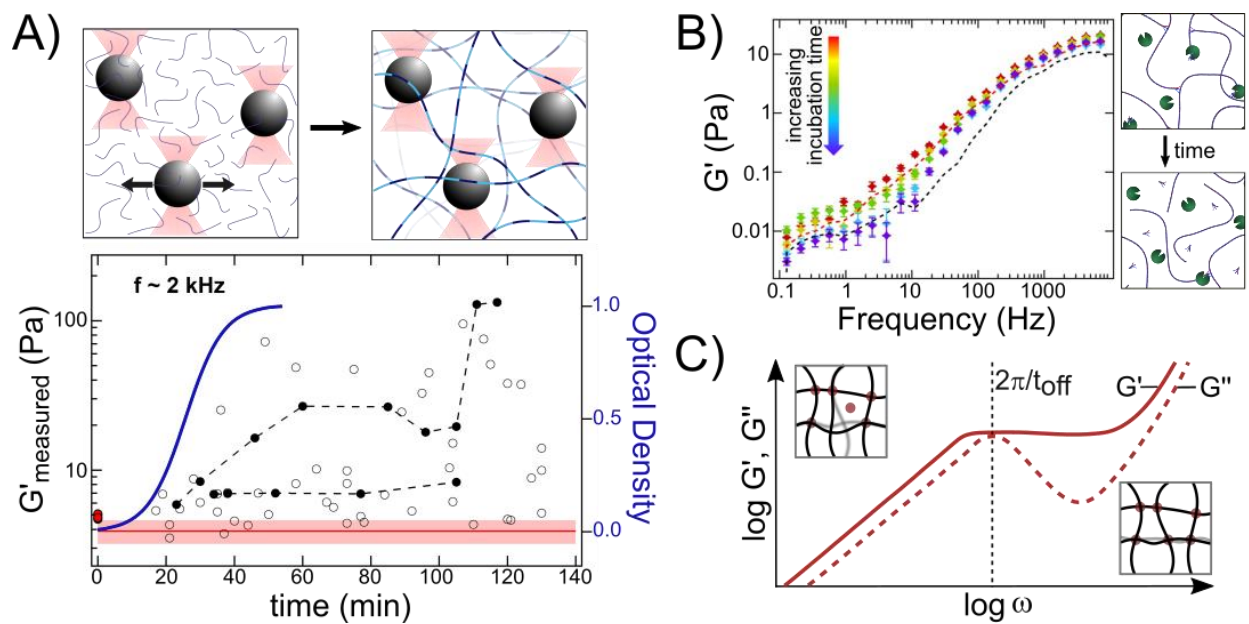 A)
f ~ 2 kHz
G'measured (Pa)
100
10
1.0
0.5
0.0
Optical Density
0 20 40 60 80 100 120 140
time (min)
B)
increasing
incubation time
G' (Pa)
10
1
0.1
0.01
0.1 1 10 100 1000
Frequency (Hz)
time
C)
2π/toff
G' G"
log G', G"
log ω